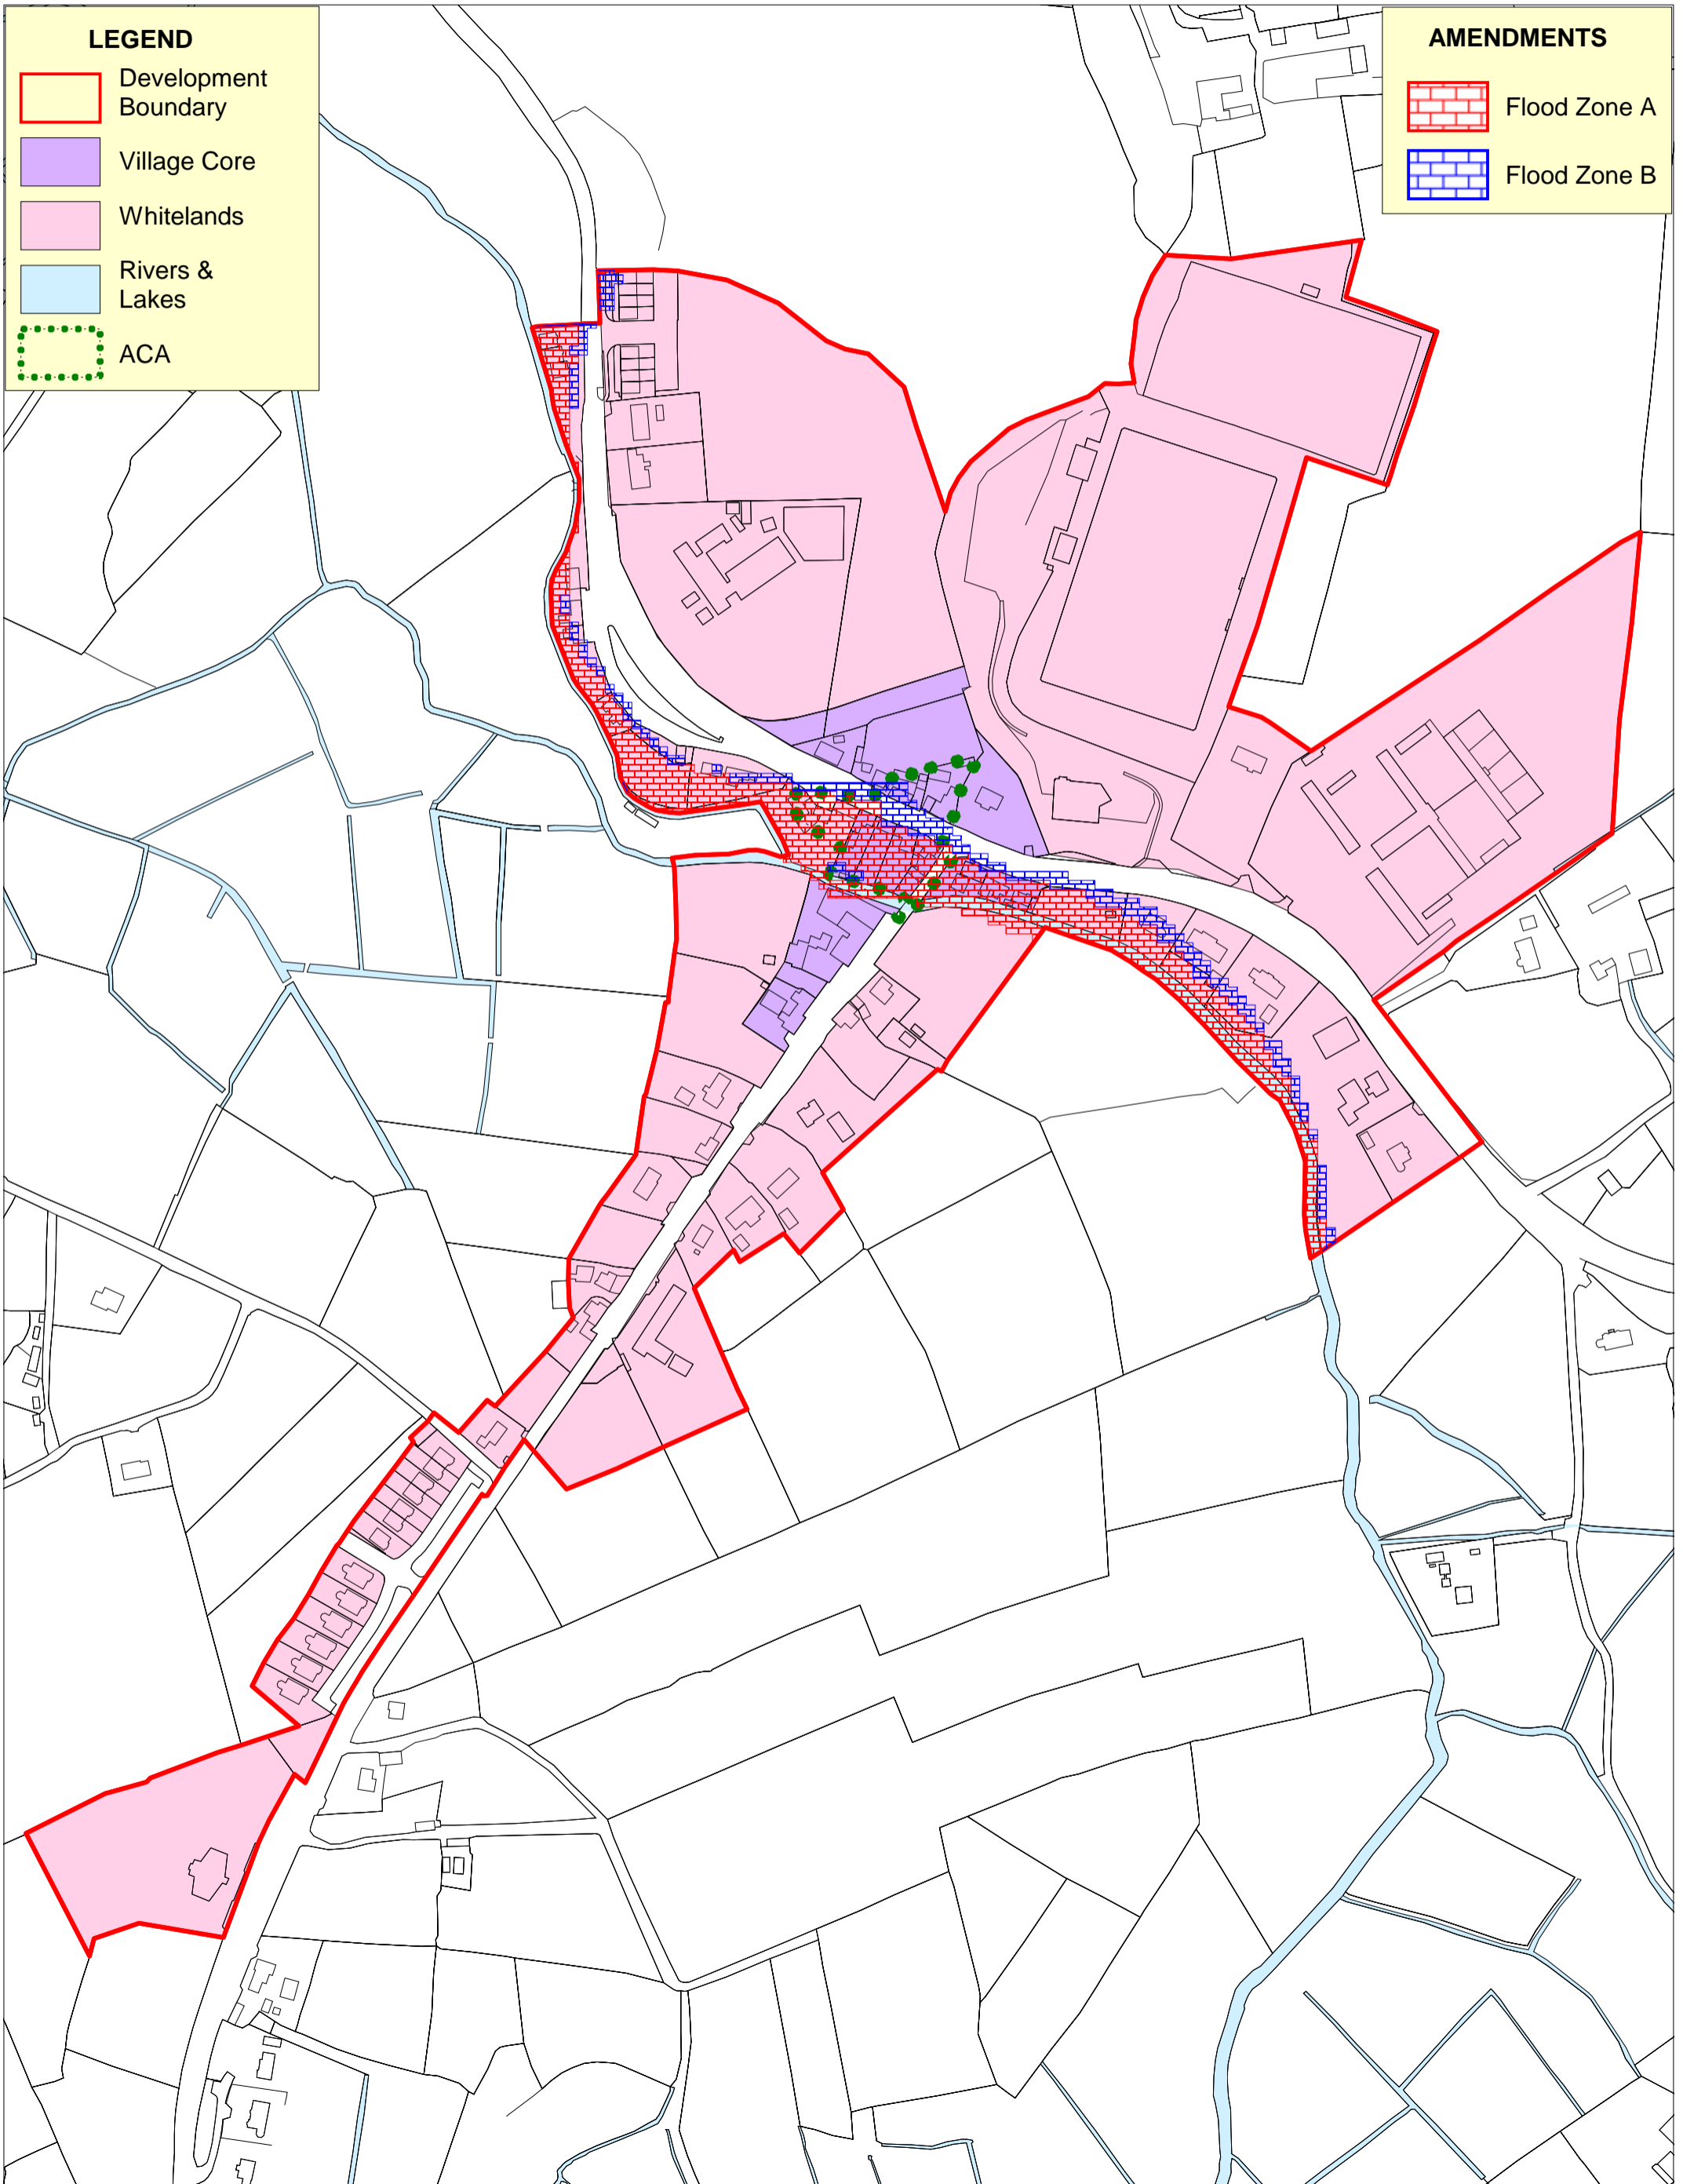 LEGEND
Development
Boundary
Village Core
Whitelands
Rivers &
Lakes
ACA
AMENDMENTS
Flood Zone A
Flood Zone B